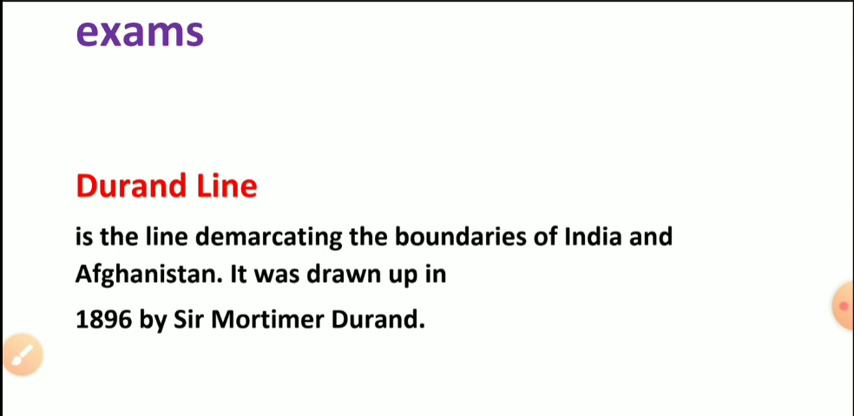 exams
Durand Line
is the line demarcating the boundaries of India and
Afghanistan. It was drawn up in
1896 by Sir Mortimer Durand.